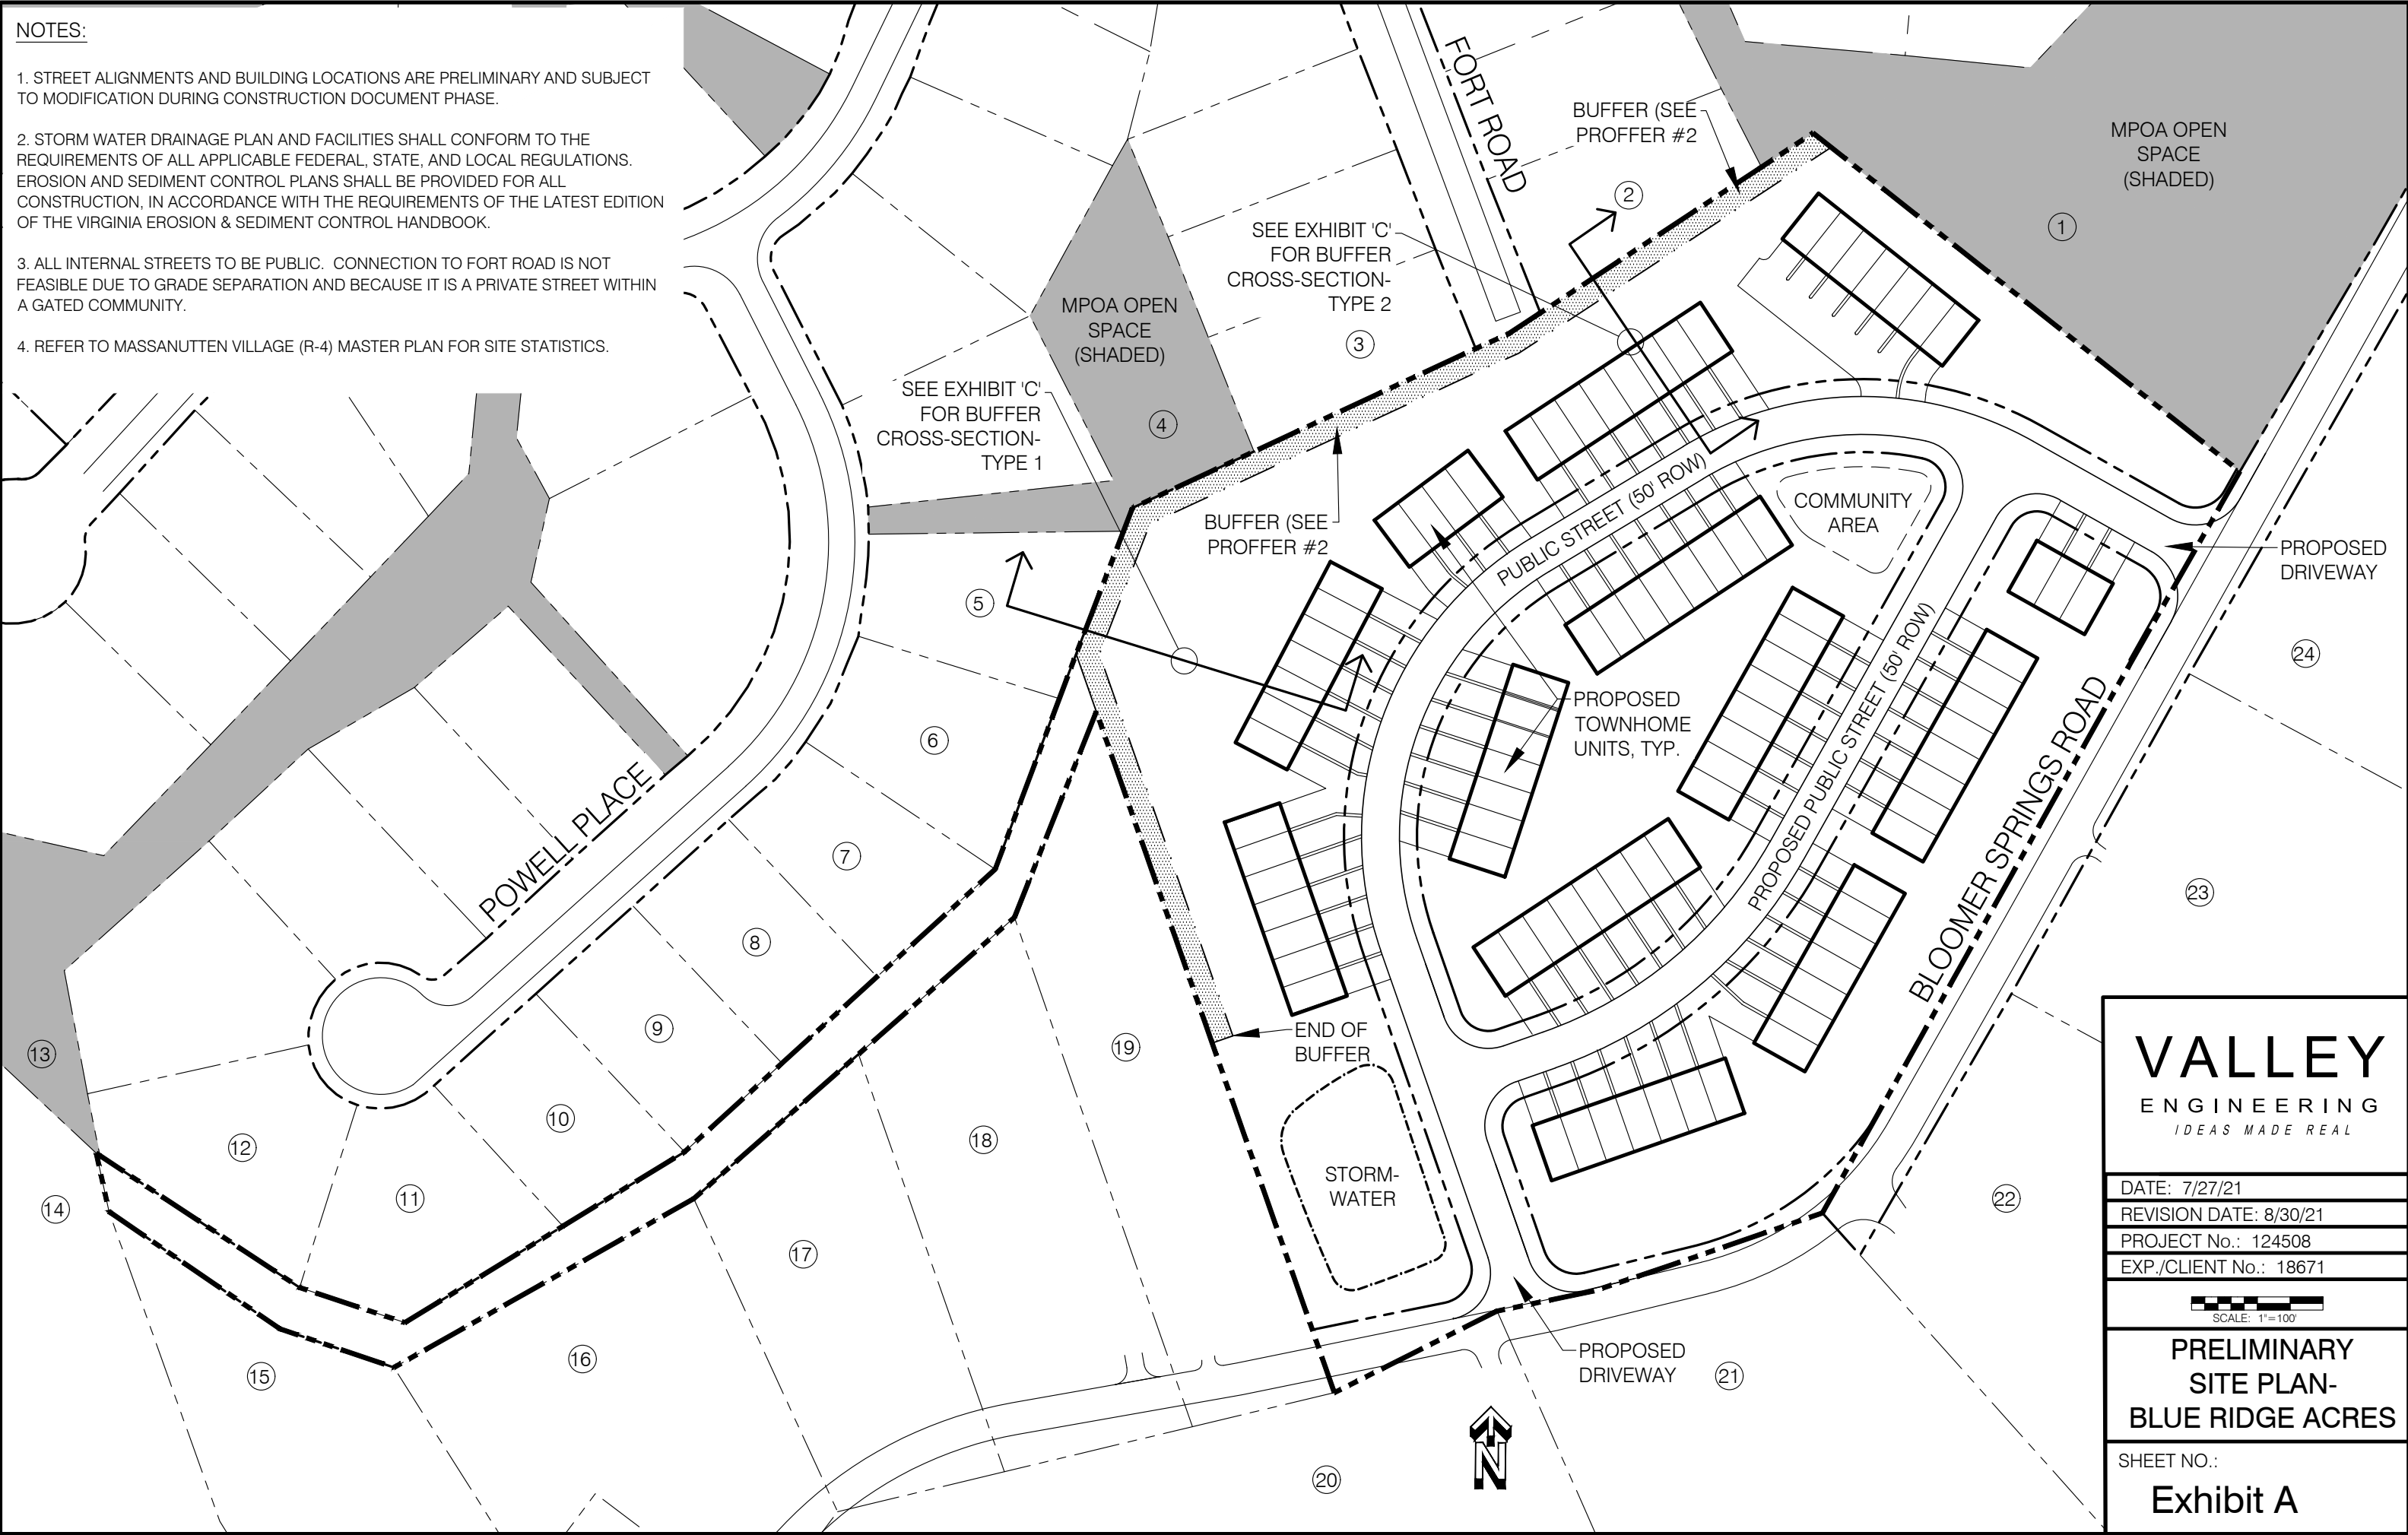 NOTES:
1. STREET ALIGNMENTS AND BUILDING LOCATIONS ARE PRELIMINARY AND SUBJECT
TO MODIFICATION DURING CONSTRUCTION DOCUMENT PHASE.
2. STORM WATER DRAINAGE PLAN AND FACILITIES SHALL CONFORM TO THE
REQUIREMENTS OF ALL APPLICABLE FEDERAL, STATE, AND LOCAL REGULATIONS.
EROSION AND SEDIMENT CONTROL PLANS SHALL BE PROVIDED FOR ALL
CONSTRUCTION, IN ACCORDANCE WITH THE REQUIREMENTS OF THE LATEST EDITION
OF THE VIRGINIA EROSION & SEDIMENT CONTROL HANDBOOK.
3. ALL INTERNAL STREETS TO BE PUBLIC. CONNECTION TO FORT ROAD IS NOT
FEASIBLE DUE TO GRADE SEPARATION AND BECAUSE IT IS A PRIVATE STREET WITHIN
A GATED COMMUNITY.
4. REFER TO MASSANUTTEN VILLAGE (R-4) MASTER PLAN FOR SITE STATISTICS.
FORT ROAD
BUFFER (SEE
PROFFER #2
MPOA OPEN
SPACE
(SHADED)
1
2
SEE EXHIBIT 'C'
FOR BUFFER
CROSS-SECTION-
TYPE 2
3
MPOA OPEN
SPACE
(SHADED)
4
SEE EXHIBIT 'C'
FOR BUFFER
CROSS-SECTION-
TYPE 1
BUFFER (SEE
PROFFER #2
PUBLIC STREET (50' ROW)
COMMUNITY
AREA
PROPOSED
DRIVEWAY
5
6
7
8
9
10
11
12
13
14
15
16
17
18
19
20
21
22
23
24
POWELL PLACE
PROPOSED
TOWNHOME
UNITS, TYP.
PROPOSED PUBLIC STREET (50' ROW)
BLOOMER SPRINGS ROAD
END OF
BUFFER
STORM-
WATER
PROPOSED
DRIVEWAY
N
VALLEY
ENGINEERING
IDEAS MADE REAL
DATE: 7/27/21
REVISION DATE: 8/30/21
PROJECT No.: 124508
EXP./CLIENT No.: 18671
SCALE: 1"=100'
PRELIMINARY
SITE PLAN-
BLUE RIDGE ACRES
SHEET NO.:
Exhibit A